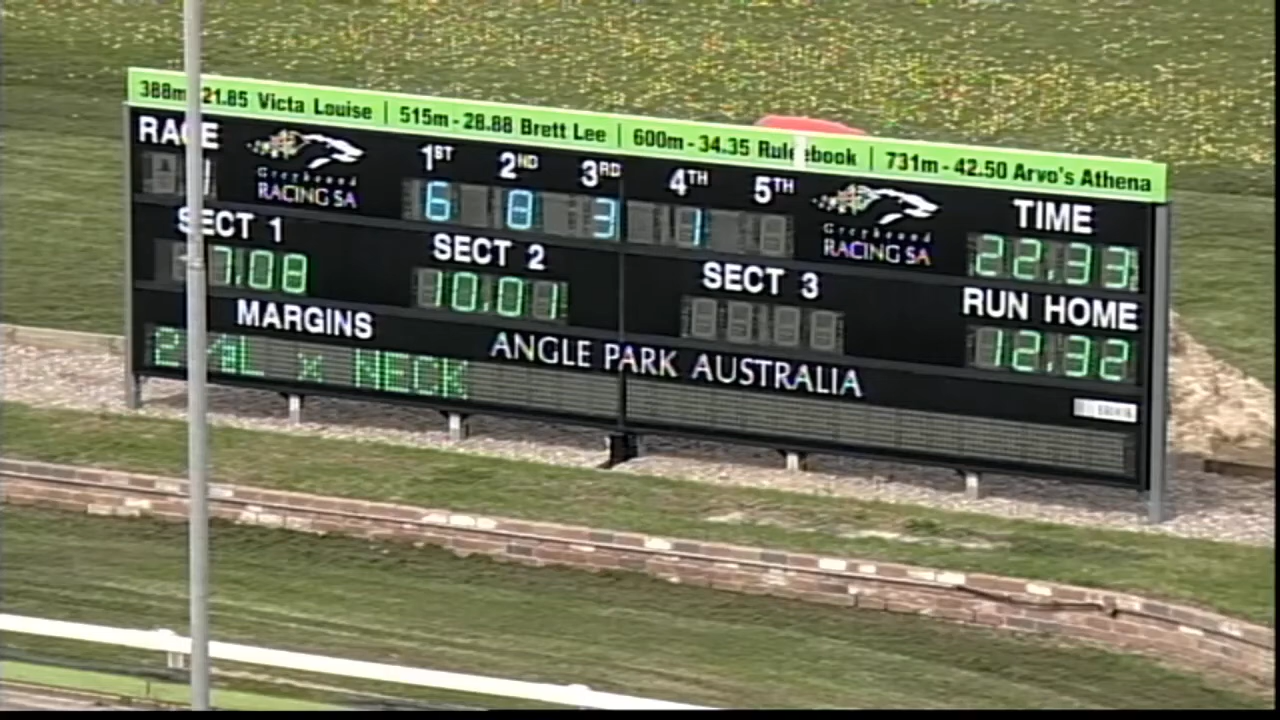 388m 21.85 Victa Louise | 515m - 28.88 Brett Lee | 600m - 34.35 Rulebook | 731m - 42.50 Arvo's Athena
RACE 1ST 2ND 3RD 4TH 5TH TIME
1 6 8 3 1 22.33
Greyhound RACING SA
Greyhound RACING SA
SECT 1 SECT 2 SECT 3 RUN HOME
7.08 10.01 12.32
MARGINS ANGLE PARK AUSTRALIA
L x NECK